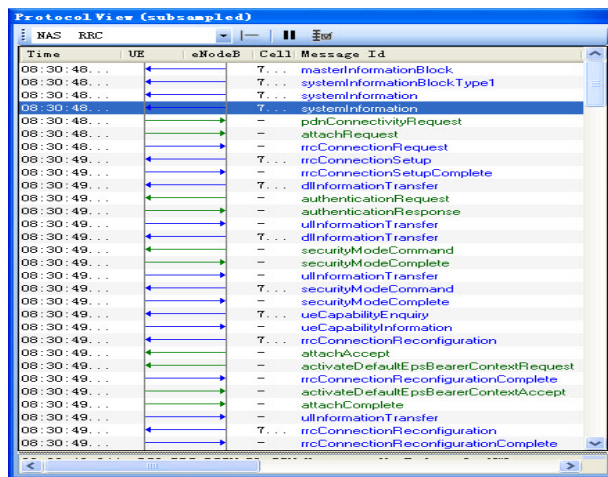 Protocol View (subsampled)
NAS RRC
Time UE eNodeB Cell Message Id
08:30:48... 7... masterInformationBlock
08:30:48... 7... systemInformationBlockType1
08:30:48... 7... systemInformation
08:30:48... 7... systemInformation
08:30:48... - pdnConnectivityRequest
08:30:48... - attachRequest
08:30:48... - rrcConnectionRequest
08:30:49... 7... rrcConnectionSetup
08:30:49... - rrcConnectionSetupComplete
08:30:49... 7... dlInformationTransfer
08:30:49... - authenticationRequest
08:30:49... - authenticationResponse
08:30:49... - ulInformationTransfer
08:30:49... 7... dlInformationTransfer
08:30:49... - securityModeCommand
08:30:49... - securityModeComplete
08:30:49... - ulInformationTransfer
08:30:49... 7... securityModeCommand
08:30:49... - securityModeComplete
08:30:49... 7... ueCapabilityEnquiry
08:30:49... - ueCapabilityInformation
08:30:49... 7... rrcConnectionReconfiguration
08:30:49... - attachAccept
08:30:49... - activateDefaultEpsBearerContextRequest
08:30:49... - rrcConnectionReconfigurationComplete
08:30:49... - activateDefaultEpsBearerContextAccept
08:30:49... - attachComplete
08:30:49... - ulInformationTransfer
08:30:49... 7... rrcConnectionReconfiguration
08:30:49... - rrcConnectionReconfigurationComplete